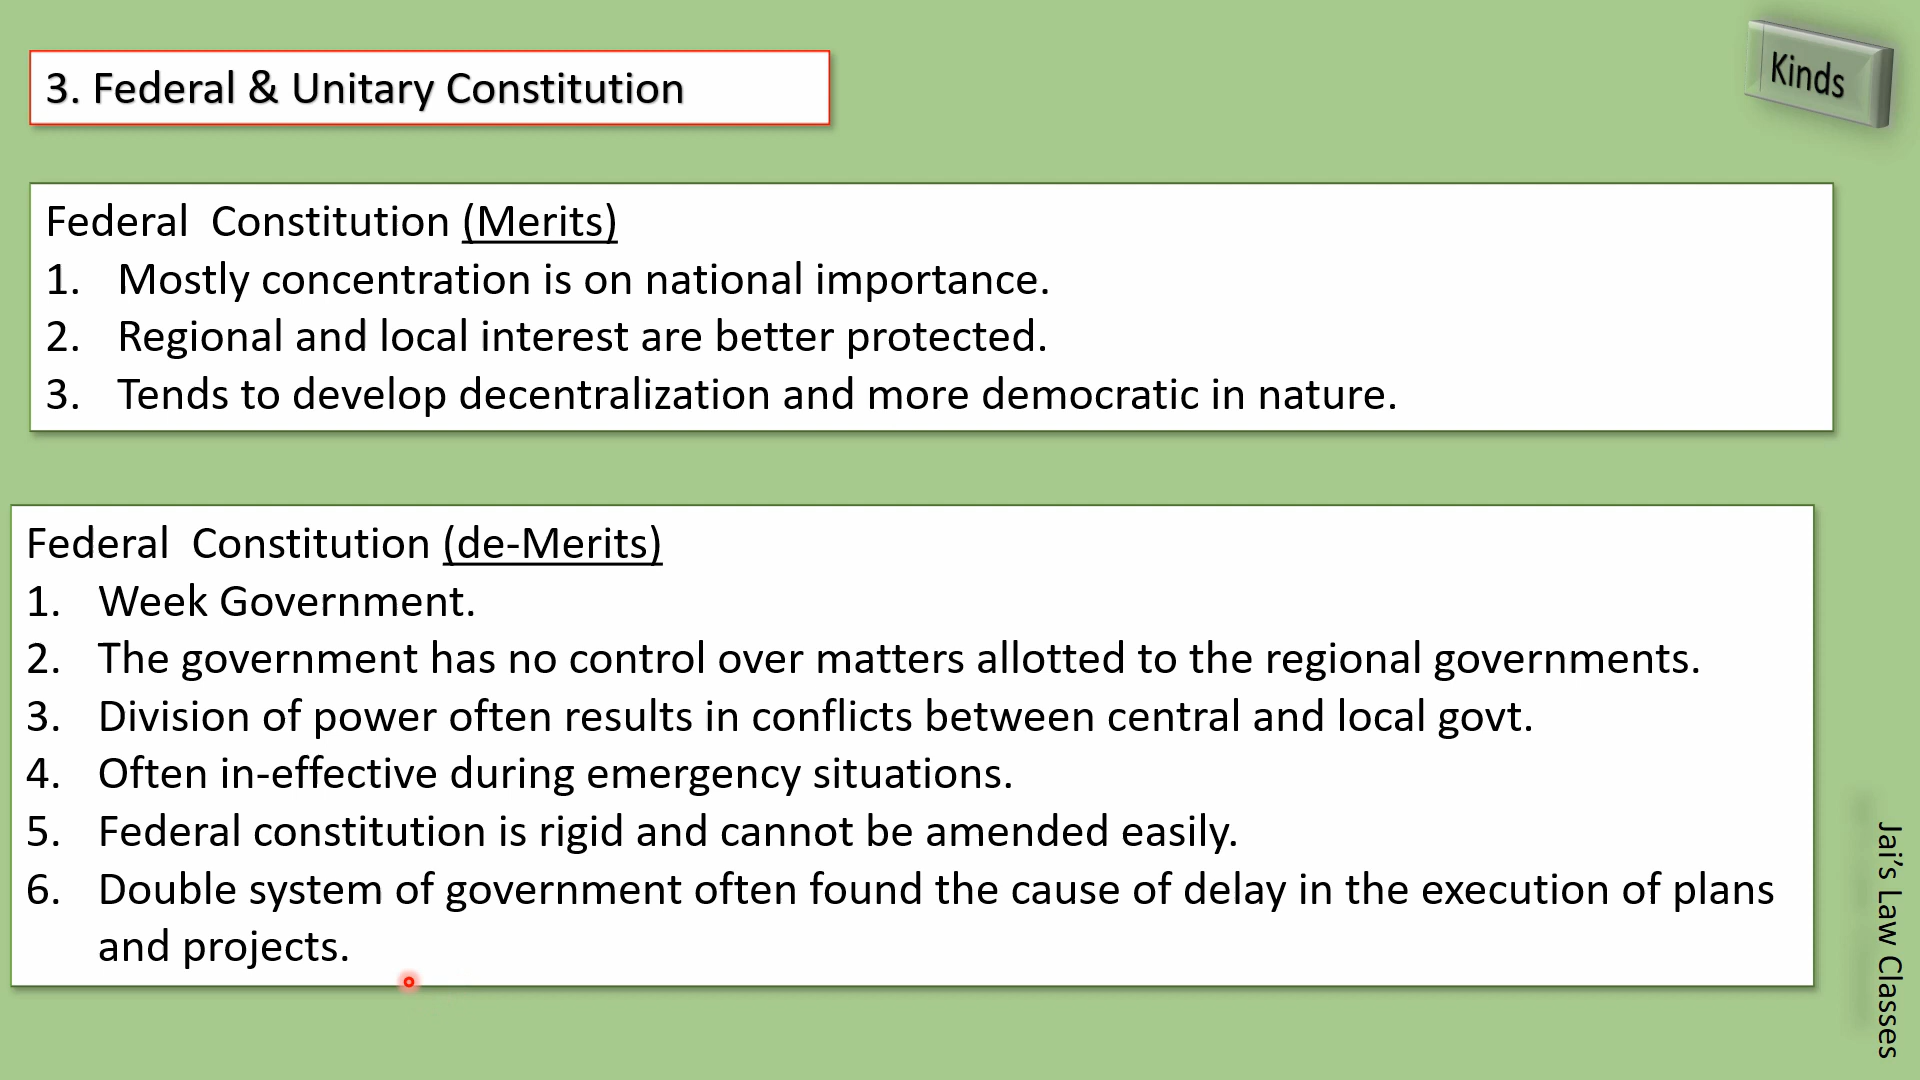 3. Federal & Unitary Constitution
Kinds
Federal Constitution (Merits)
1. Mostly concentration is on national importance.
2. Regional and local interest are better protected.
3. Tends to develop decentralization and more democratic in nature.
Federal Constitution (de-Merits)
1. Week Government.
2. The government has no control over matters allotted to the regional governments.
3. Division of power often results in conflicts between central and local govt.
4. Often in-effective during emergency situations.
5. Federal constitution is rigid and cannot be amended easily.
6. Double system of government often found the cause of delay in the execution of plans
and projects.
Jai’s Law Classes